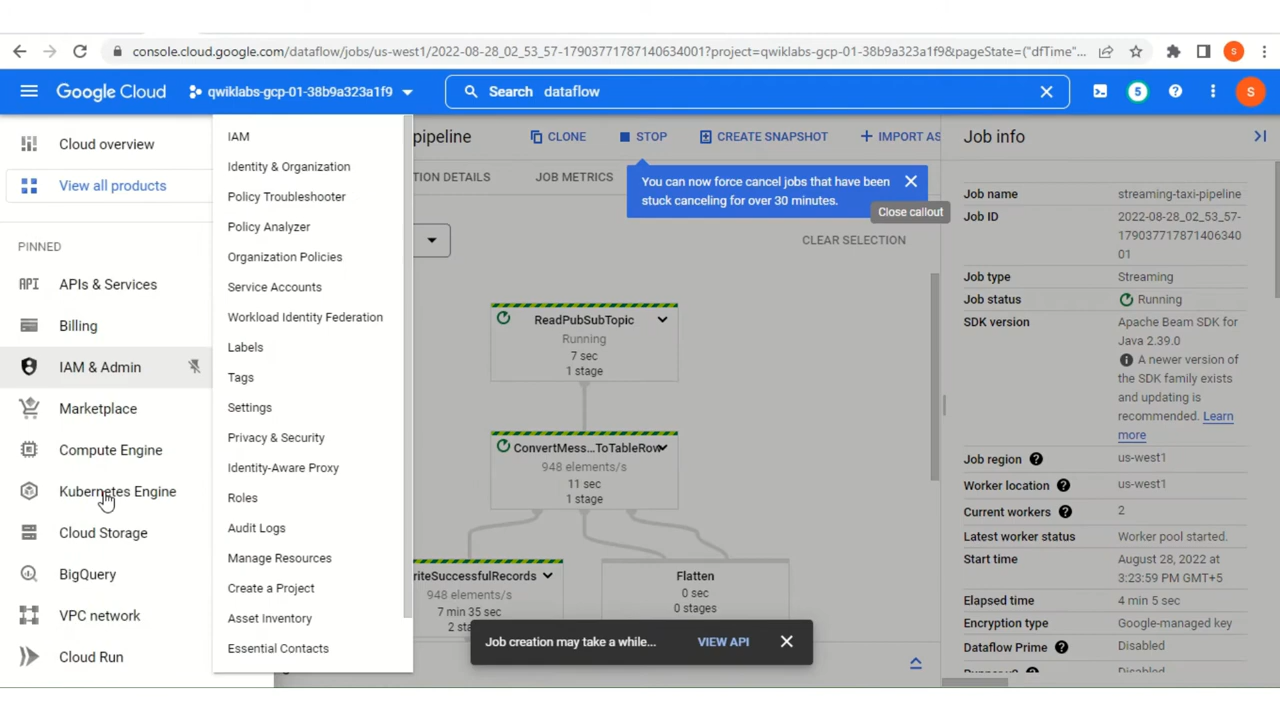 console.cloud.google.com/dataflow/jobs/us-west1/2022-08-28_02_53_57-17903771787140634001?project=qwiklabs-gcp-01-38b9a323a1f9&pageState=("dfTime"...
S
Google Cloud
qwiklabs-gcp-01-38b9a323a1f9
Search dataflow
5
S
Cloud overview
View all products
PINNED
API APIs & Services
Billing
IAM & Admin
Marketplace
Compute Engine
Kubernetes Engine
Cloud Storage
BigQuery
VPC network
Cloud Run
IAM
Identity & Organization
Policy Troubleshooter
Policy Analyzer
Organization Policies
Service Accounts
Workload Identity Federation
Labels
Tags
Settings
Privacy & Security
Identity-Aware Proxy
Roles
Audit Logs
Manage Resources
Create a Project
Asset Inventory
Essential Contacts
pipeline
CLONE
STOP
CREATE SNAPSHOT
IMPORT AS
TION DETAILS
JOB METRICS
You can now force cancel jobs that have been
stuck canceling for over 30 minutes.
Close callout
CLEAR SELECTION
ReadPubSubTopic
Running
7 sec
1 stage
ConvertMess...ToTableRow
948 elements/s
11 sec
1 stage
riteSuccessfulRecords
948 elements/s
7 min 35 sec
2 sta
Flatten
0 sec
0 stages
Job creation may take a while...
VIEW API
Job info
Job name streaming-taxi-pipeline
Job ID 2022-08-28_02_53_57-
179037717871406340
01
Job type Streaming
Job status Running
SDK version Apache Beam SDK for
Java 2.39.0
A newer version of
the SDK family exists
and updating is
recommended. Learn
more
Job region us-west1
Worker location us-west1
Current workers 2
Latest worker status Worker pool started.
Start time August 28, 2022 at
3:23:59 PM GMT+5
Elapsed time 4 min 5 sec
Encryption type Google-managed key
Dataflow Prime Disabled
Runner v2 Disabled